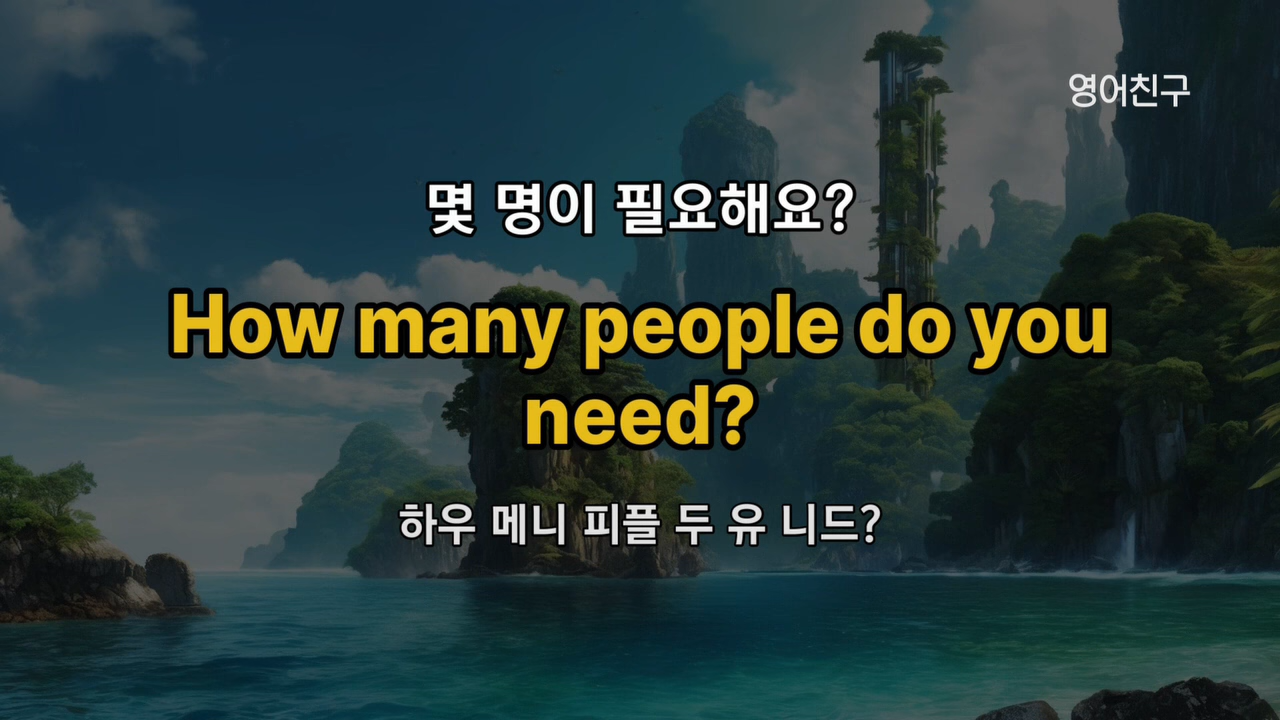 영어친구
몇 명이 필요해요?
How many people do you
need?
하우 메니 피플 두 유 니드?